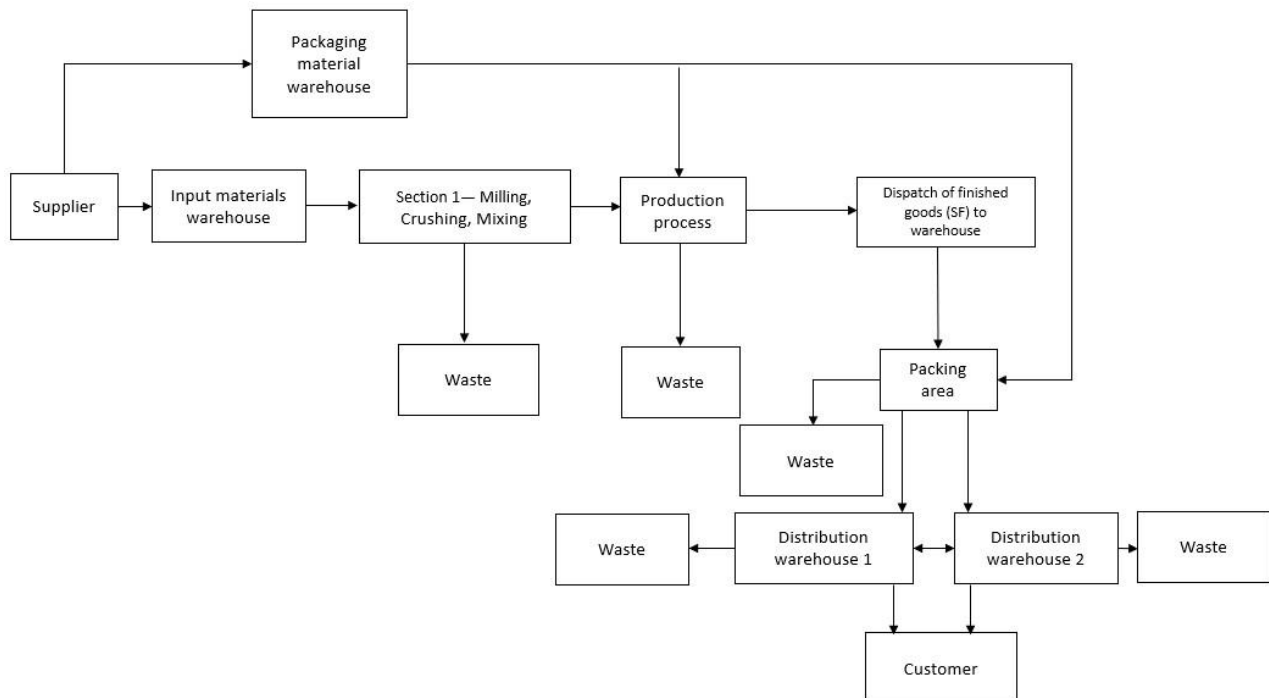 Packaging
material
warehouse
Supplier
Input materials
warehouse
Section 1— Milling,
Crushing, Mixing
Production
process
Dispatch of finished
goods (SF) to
warehouse
Waste
Waste
Packing
area
Waste
Waste
Distribution
warehouse 1
Distribution
warehouse 2
Waste
Customer